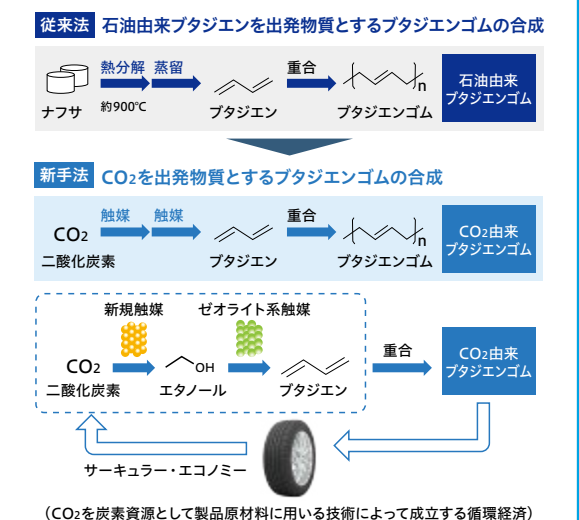 従来法 石油由来ブタジエンを出発物質とするブタジエンゴムの合成
熱分解 蒸留 重合
約900℃
n
ナフサ ブタジエン ブタジエンゴム
石油由来
ブタジエンゴム
新手法 CO2を出発物質とするブタジエンゴムの合成
触媒 触媒 重合
CO2
n
二酸化炭素 ブタジエン ブタジエンゴム
CO2由来
ブタジエンゴム
新規触媒 ゼオライト系触媒
CO2 OH
二酸化炭素 エタノール ブタジエン
重合
CO2由来
ブタジエンゴム
サーキュラー・エコノミー
(CO2を炭素資源として製品原材料に用いる技術によって成立する循環経済)